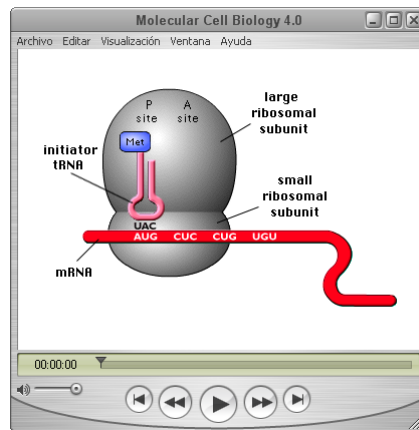 Molecular Cell Biology 4.0
Archivo Editar Visualización Ventana Ayuda
P site
A site
large ribosomal subunit
Met
initiator tRNA
small ribosomal subunit
UAC
AUG CUC CUG UGU
mRNA
00:00:00